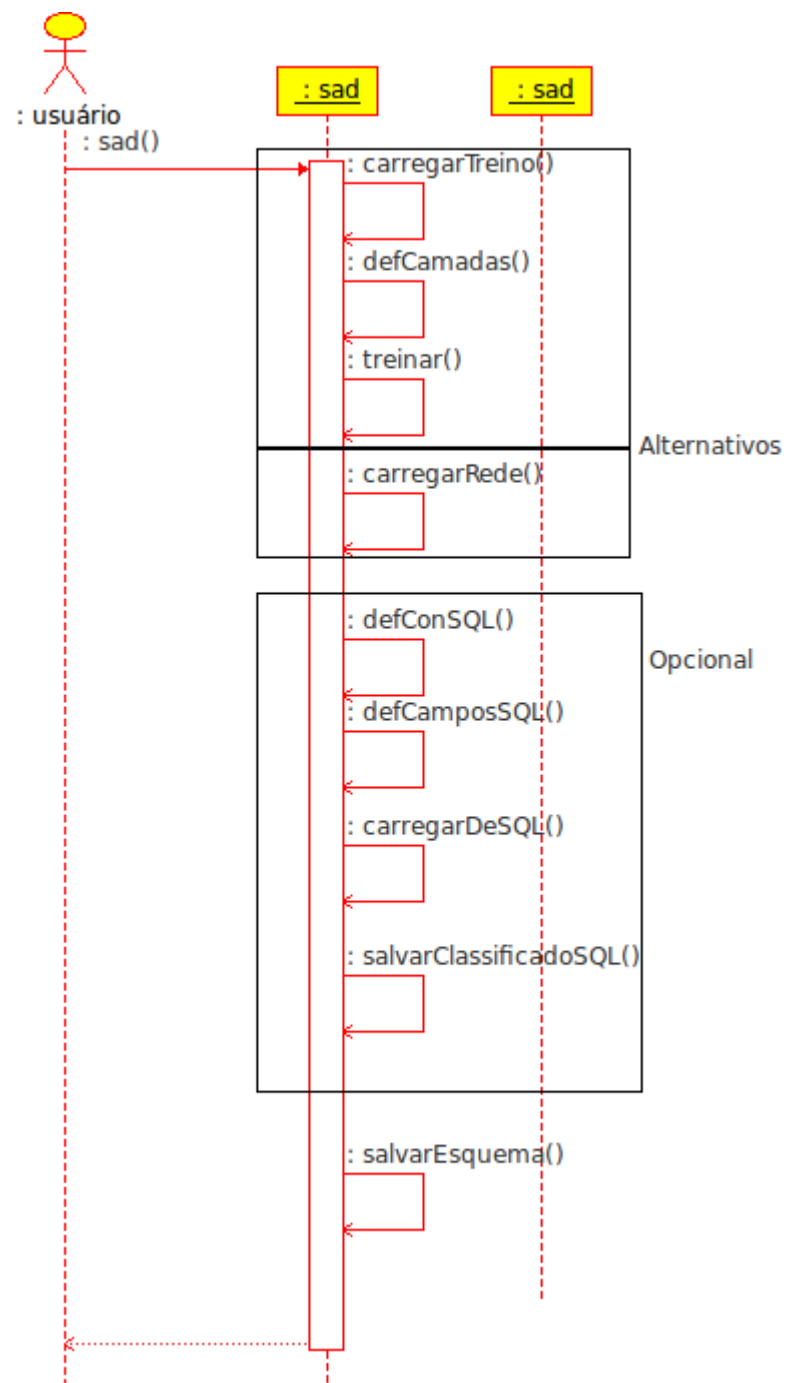 : sad
: sad
: usuário
: sad()
: carregarTreino()
: defCamadas()
: treinar()
Alternativos
: carregarRede()
: defConSQL()
Opcional
: defCamposSQL()
: carregarDeSQL()
: salvarClassificadoSQL()
: salvarEsquema()